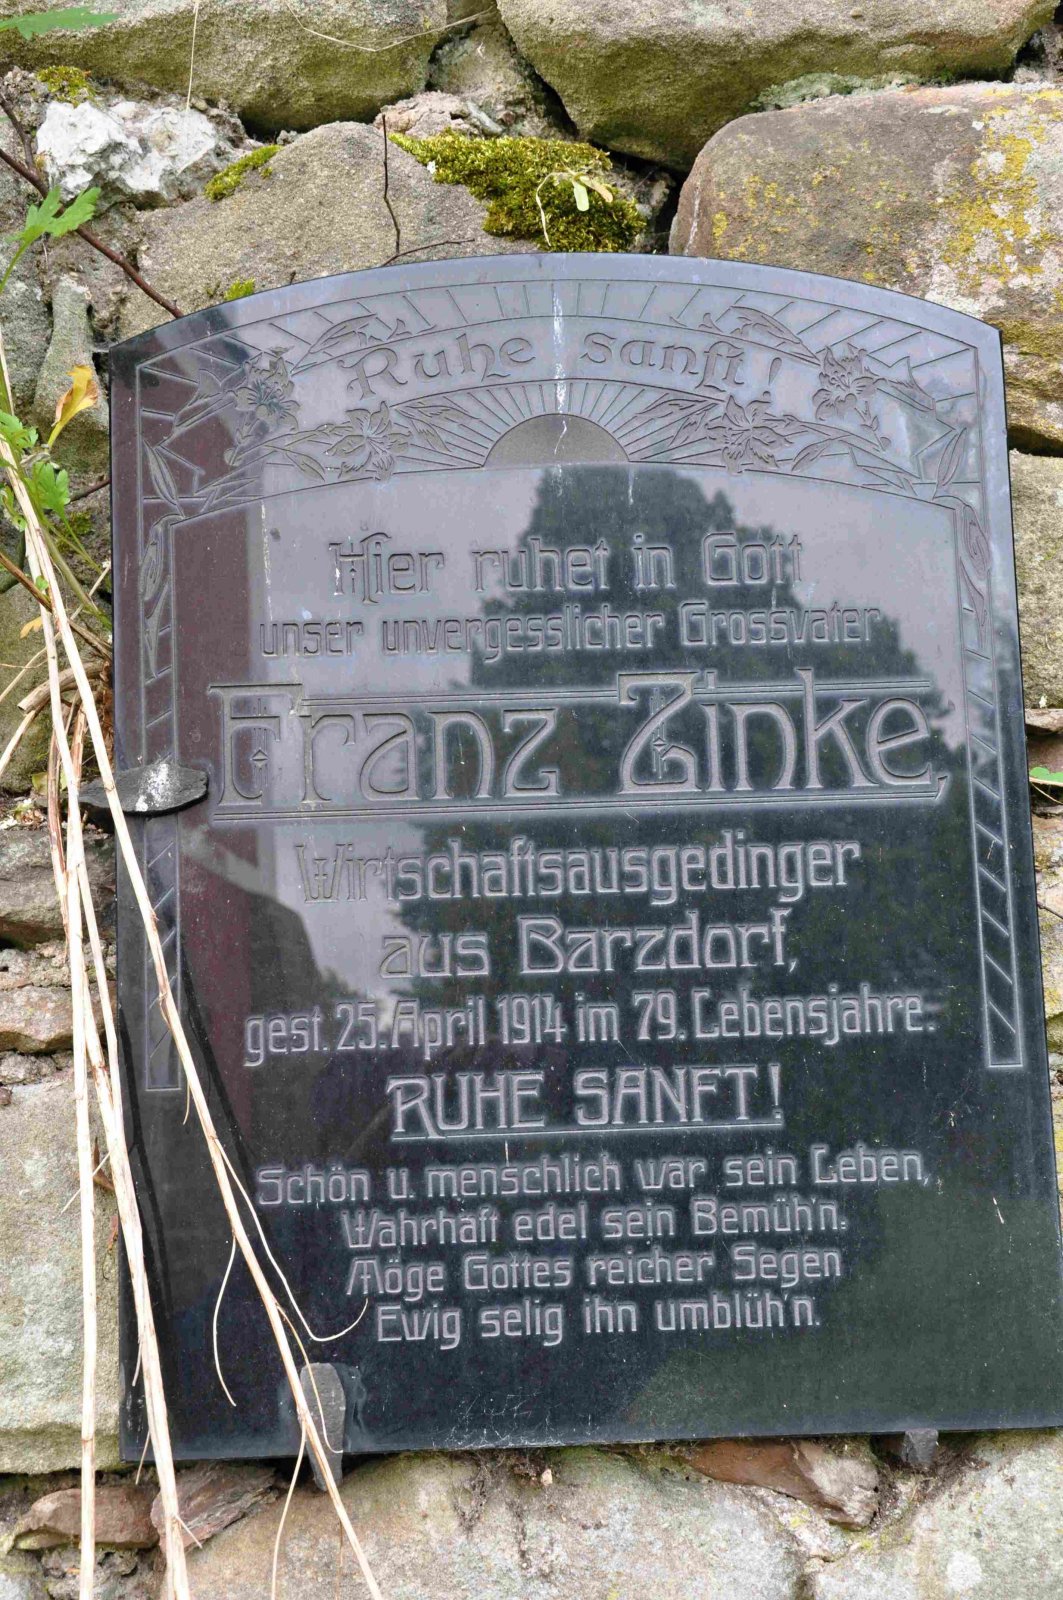 Ruhe sanft!
Hier ruhet in Gott
unser unvergesslicher Grossvater
Franz Zinke,
Wirtschaftsausgedinger
aus Barzdorf,
gest. 25. April 1914 im 79. Lebensjahre.
RUHE SANFT!
Schön u. menschlich war sein Leben,
Wahrhaft edel sein Bemüh'n.
Möge Gottes reicher Segen
Ewig selig ihn umblüh'n.